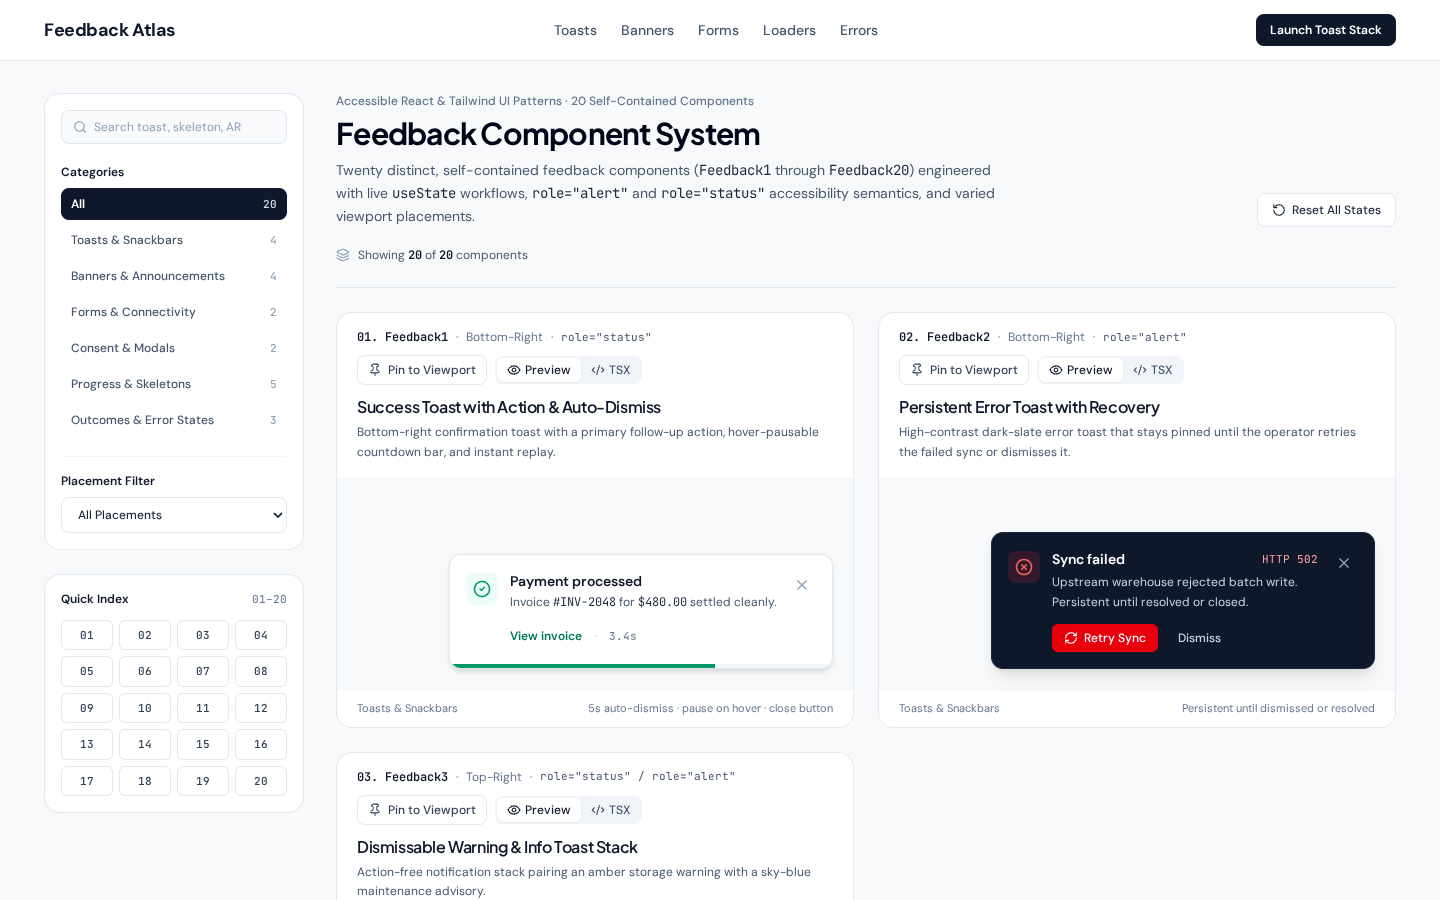 Feedback Atlas
Toasts
Banners
Forms
Loaders
Errors
Launch Toast Stack
Search toast, skeleton, AR
Categories
All 20
Toasts & Snackbars 4
Banners & Announcements 4
Forms & Connectivity 2
Consent & Modals 2
Progress & Skeletons 5
Outcomes & Error States 3
Placement Filter
All Placements
Quick Index 01–20
01 02 03 04
05 06 07 08
09 10 11 12
13 14 15 16
17 18 19 20
Accessible React & Tailwind UI Patterns · 20 Self-Contained Components
Feedback Component System
Twenty distinct, self-contained feedback components (Feedback1 through Feedback20) engineered
with live useState workflows, role="alert" and role="status" accessibility semantics, and varied
viewport placements.
Reset All States
Showing 20 of 20 components
01. Feedback1 · Bottom-Right · role="status"
Pin to Viewport
Preview
TSX
Success Toast with Action & Auto-Dismiss
Bottom-right confirmation toast with a primary follow-up action, hover-pausable
countdown bar, and instant replay.
Payment processed
Invoice #INV-2048 for $480.00 settled cleanly.
View invoice · 3.4s
Toasts & Snackbars
5s auto-dismiss · pause on hover · close button
02. Feedback2 · Bottom-Right · role="alert"
Pin to Viewport
Preview
TSX
Persistent Error Toast with Recovery
High-contrast dark-slate error toast that stays pinned until the operator retries
the failed sync or dismisses it.
Sync failed
HTTP 502
Upstream warehouse rejected batch write.
Persistent until resolved or closed.
Retry Sync
Dismiss
Toasts & Snackbars
Persistent until dismissed or resolved
03. Feedback3 · Top-Right · role="status" / role="alert"
Pin to Viewport
Preview
TSX
Dismissable Warning & Info Toast Stack
Action-free notification stack pairing an amber storage warning with a sky-blue
maintenance advisory.